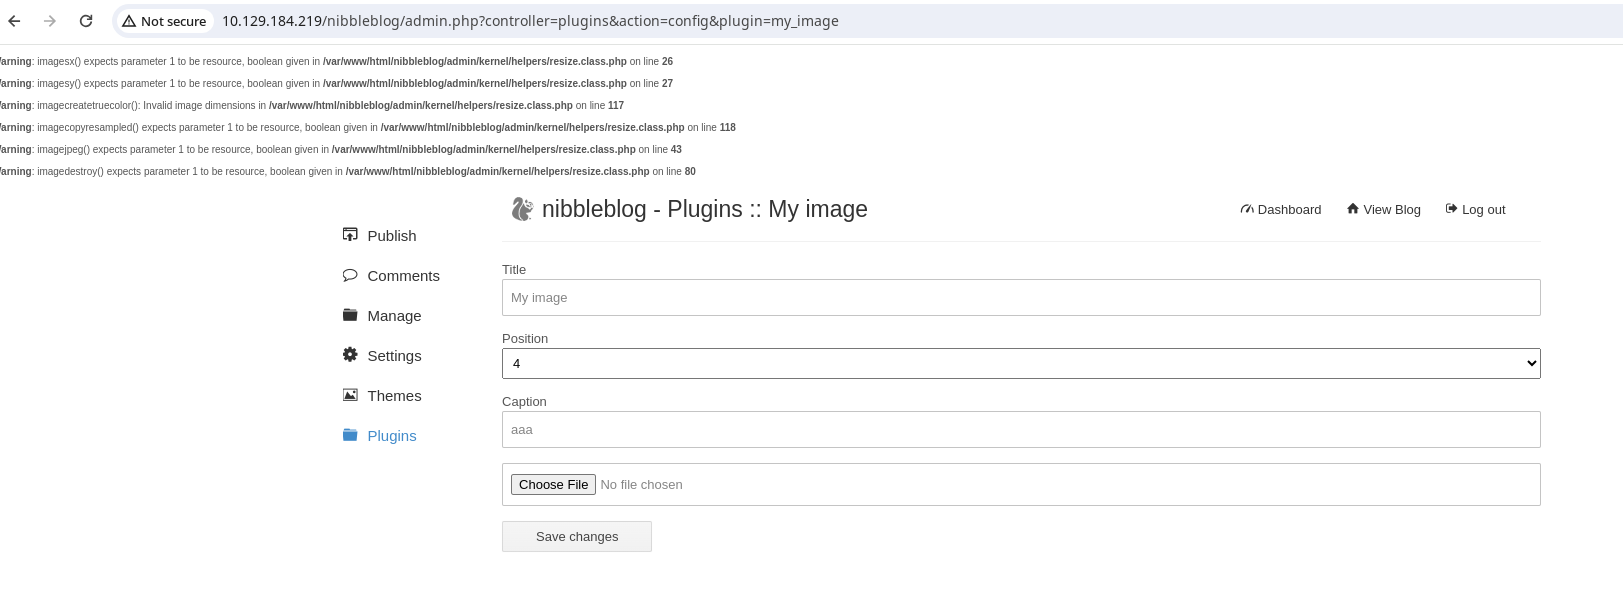 Not secure 10.129.184.219/nibbleblog/admin.php?controller=plugins&action=config&plugin=my_image
arning: imagesx() expects parameter 1 to be resource, boolean given in /var/www/html/nibbleblog/admin/kernel/helpers/resize.class.php on line 26
arning: imagesy() expects parameter 1 to be resource, boolean given in /var/www/html/nibbleblog/admin/kernel/helpers/resize.class.php on line 27
arning: imagecreatetruecolor(): Invalid image dimensions in /var/www/html/nibbleblog/admin/kernel/helpers/resize.class.php on line 117
arning: imagecopyresampled() expects parameter 1 to be resource, boolean given in /var/www/html/nibbleblog/admin/kernel/helpers/resize.class.php on line 118
arning: imagejpeg() expects parameter 1 to be resource, boolean given in /var/www/html/nibbleblog/admin/kernel/helpers/resize.class.php on line 43
arning: imagedestroy() expects parameter 1 to be resource, boolean given in /var/www/html/nibbleblog/admin/kernel/helpers/resize.class.php on line 80
nibbleblog - Plugins :: My image
Dashboard View Blog Log out
Publish
Comments
Manage
Settings
Themes
Plugins
Title
My image
Position
4
Caption
aaa
Choose File No file chosen
Save changes